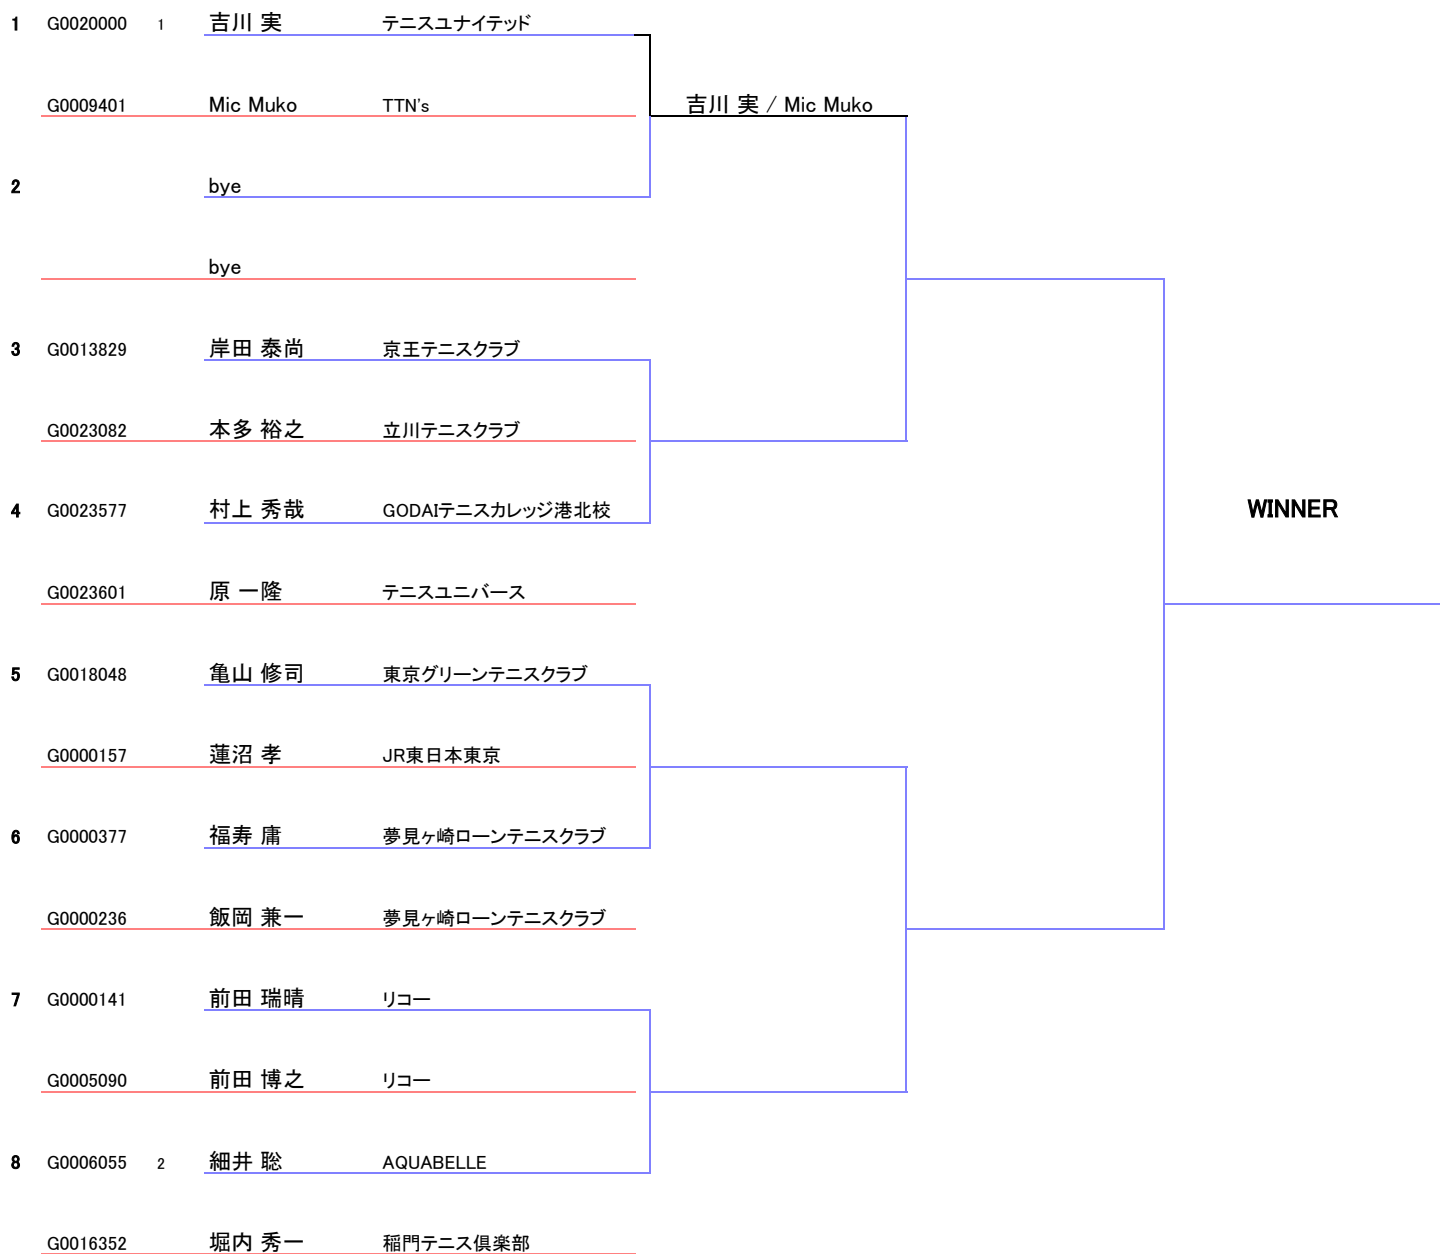 1 G0020000 1 吉川 実 テニスユナイテッド
G0009401 Mic Muko TTN's 吉川 実 / Mic Muko
2 bye
bye
3 G0013829 岸田 泰尚 京王テニスクラブ
G0023082 本多 裕之 立川テニスクラブ
4 G0023577 村上 秀哉 GODAIテニスカレッジ港北校 WINNER
G0023601 原 一隆 テニスユニバース
5 G0018048 亀山 修司 東京グリーンテニスクラブ
G0000157 蓮沼 孝 JR東日本東京
6 G0000377 福寿 庸 夢見ヶ崎ローンテニスクラブ
G0000236 飯岡 兼一 夢見ヶ崎ローンテニスクラブ
7 G0000141 前田 瑞晴 リコー
G0005090 前田 博之 リコー
8 G0006055 2 細井 聡 AQUABELLE
G0016352 堀内 秀一 稲門テニス倶楽部